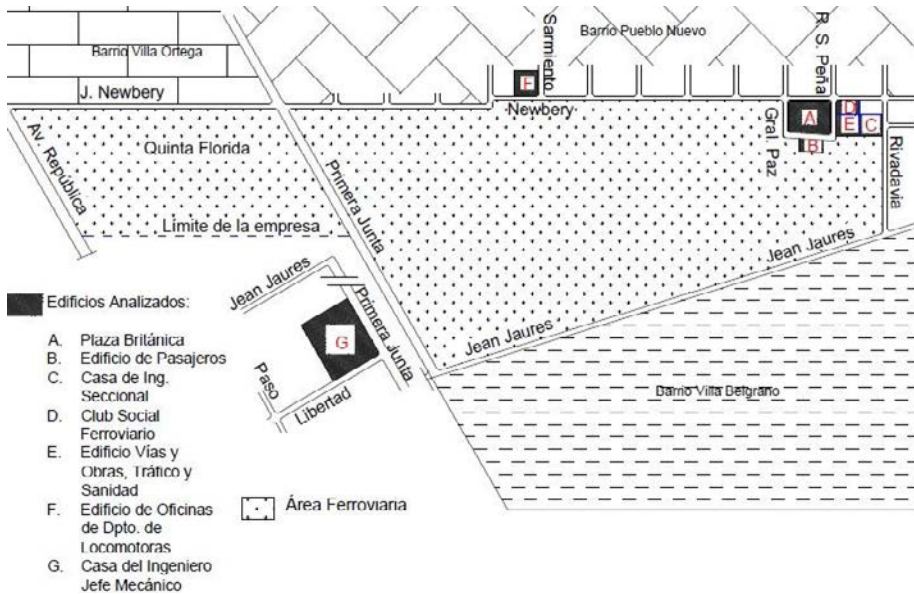 Sarmiento
R. S. Peña
Barrio Pueblo Nuevo
Barrio Villa Ortega
J. Newbery
F
Newbery
A
D
E
C
B
Gral. Paz
Rivadavia
Av. República
Quinta Florida
Primera Junta
Límite de la empresa
Jean Jaures
Jean Jaures
Primera Junta
Jean Jaures
G
Paso
Libertad
Barrio Villa Belgrano
Edificios Analizados:
A. Plaza Británica
B. Edificio de Pasajeros
C. Casa de Ing.
Seccional
D. Club Social
Ferroviario
E. Edificio Vías y
Obras, Tráfico y
Sanidad
F. Edificio de Oficinas
de Dpto. de
Locomotoras
G. Casa del Ingeniero
Jefe Mecánico
Área Ferroviaria